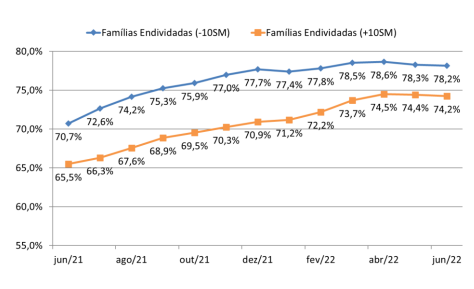 Famílias Endividadas (-10SM) Famílias Endividadas (+10SM)
80,0%
75,0%
70,0%
65,0%
60,0%
55,0%
70,7% 72,6% 74,2% 75,3% 75,9% 77,0% 77,7% 77,4% 77,8% 78,5% 78,6% 78,3% 78,2%
65,5% 66,3% 67,6% 68,9% 69,5% 70,3% 70,9% 71,2% 72,2% 73,7% 74,5% 74,4% 74,2%
jun/21 ago/21 out/21 dez/21 fev/22 abr/22 jun/22